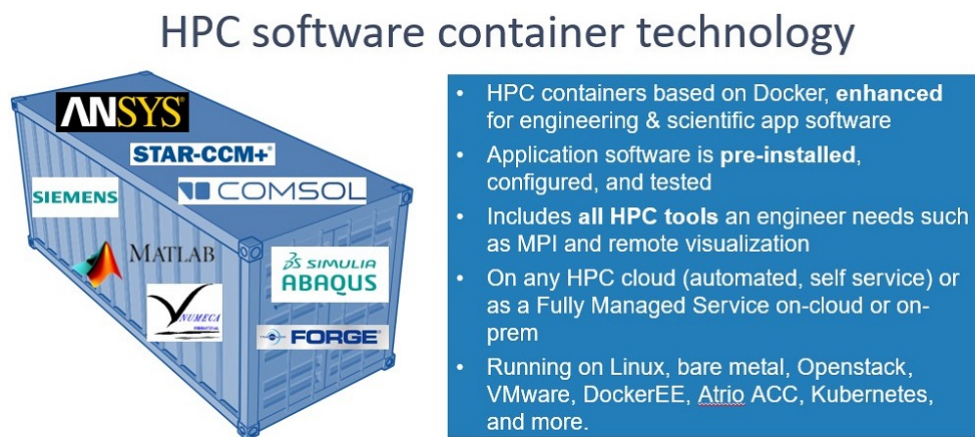 HPC software container technology
ANSYS®
STAR-CCM+®
SIEMENS
COMSOL
MATLAB
NUMECA
INTERNATIONAL
SIMULIA
ABAQUS
FORGE®
• HPC containers based on Docker, enhanced
for engineering & scientific app software
• Application software is pre-installed,
configured, and tested
• Includes all HPC tools an engineer needs such
as MPI and remote visualization
• On any HPC cloud (automated, self service) or
as a Fully Managed Service on-cloud or on-
prem
• Running on Linux, bare metal, Openstack,
VMware, DockerEE, Atrio ACC, Kubernetes,
and more.